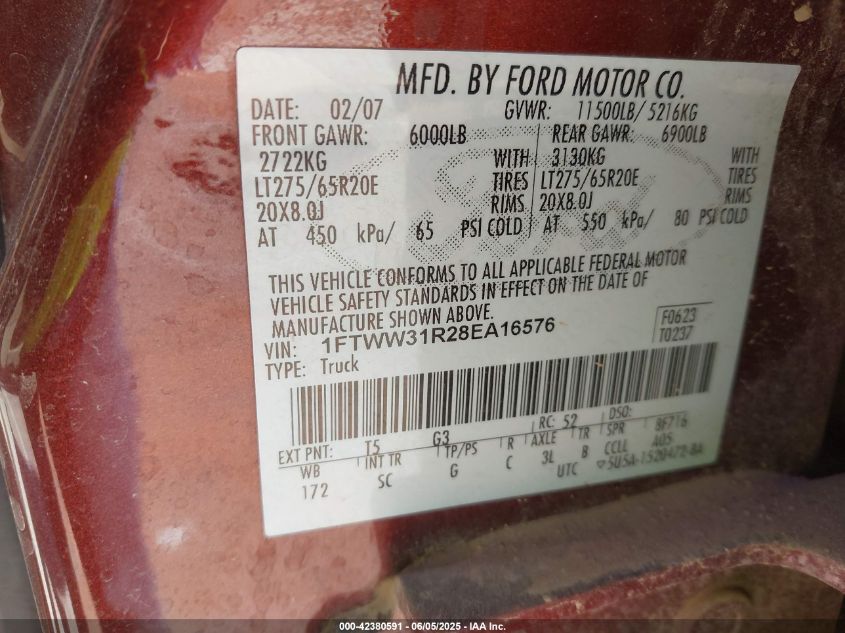 MFD. BY FORD MOTOR CO.
DATE: 02/07 GVWR: 11500LB/ 5216KG
FRONT GAWR: 6000LB REAR GAWR: 6900LB
2722KG WITH 3130KG WITH
LT275/65R20E TIRES LT275/65R20E TIRES
20X8.0J RIMS 20X8.0J RIMS
AT 450 kPa/ 65 PSI COLD AT 550 kPa/ 80 PSI COLD
THIS VEHICLE CONFORMS TO ALL APPLICABLE FEDERAL MOTOR
VEHICLE SAFETY STANDARDS IN EFFECT ON THE DATE OF
MANUFACTURE SHOWN ABOVE.
VIN: 1FTWW31R28EA16576 F0623
TYPE: Truck T0237
EXT PNT: T5 G3 RC: 52 DSO:
WB INT TR TP/PS R AXLE TR SPR 8F716
172 SC G C 3L B CCLL A05
UTC ▽5U5A-1520472-BA
000-42380591 - 06/05/2025 - IAA Inc.